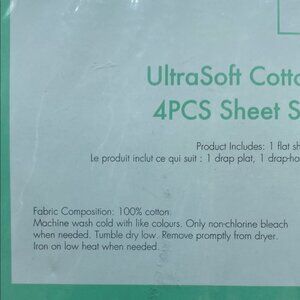 UltraSoft Cotto
4PCS Sheet S
Product Includes: 1 flat sh
Le produit inclut ce qui suit : 1 drap plat, 1 drap-ha
Fabric Composition: 100% cotton.
Machine wash cold with like colours. Only non-chlorine bleach
when needed. Tumble dry low. Remove promptly from dryer.
Iron on low heat when needed.